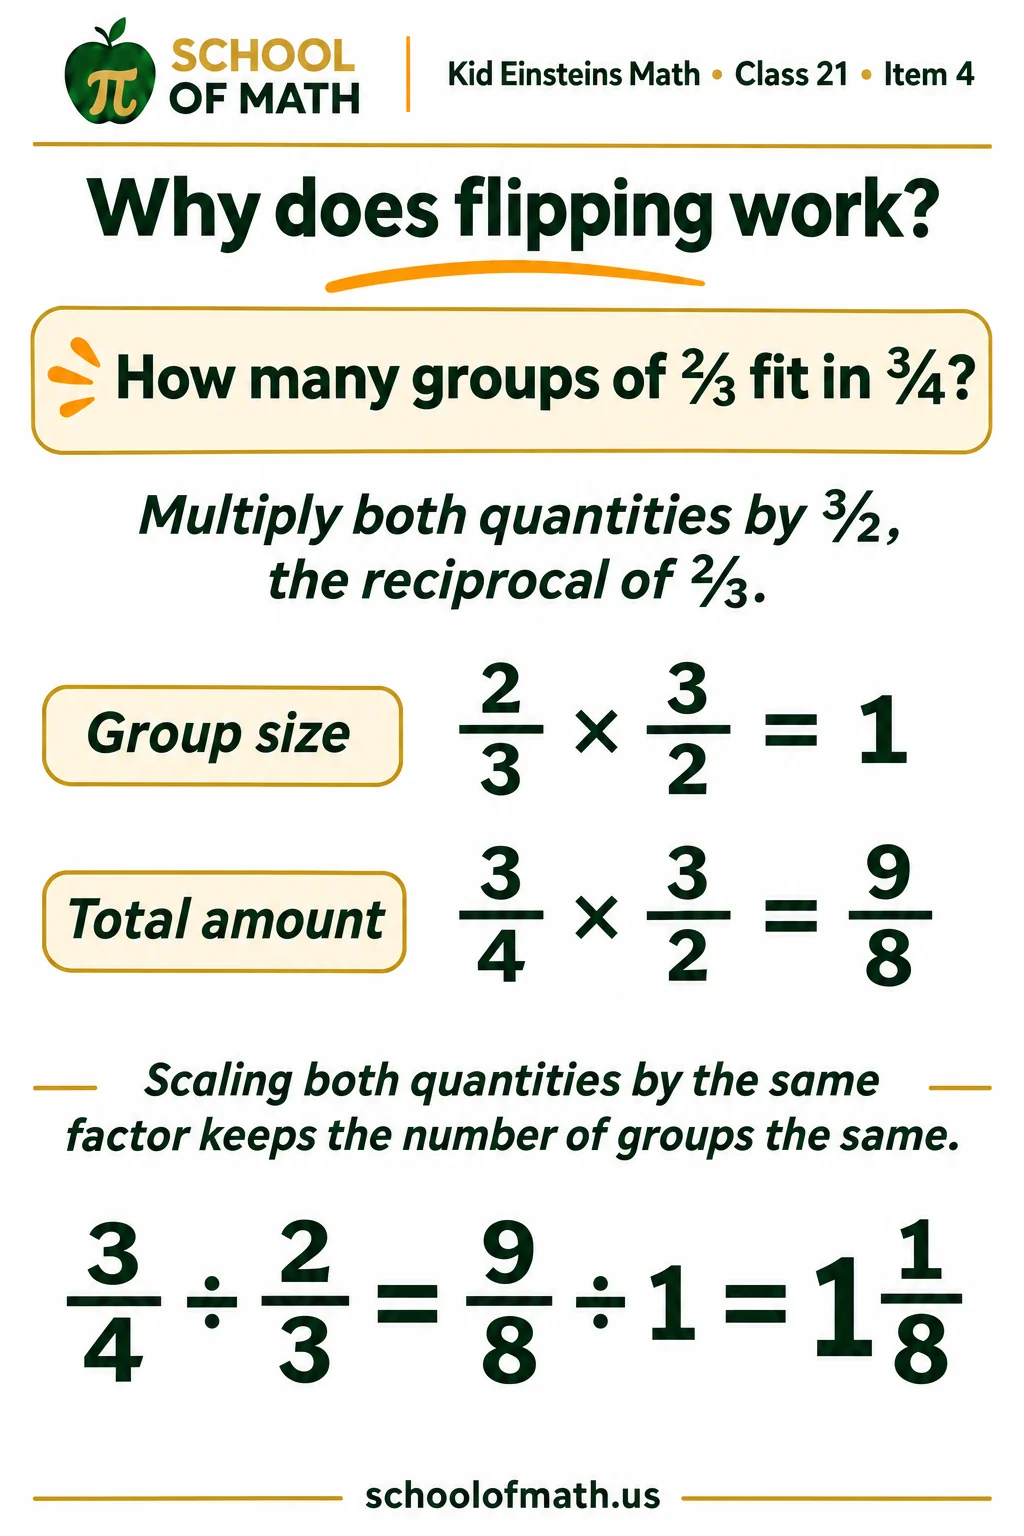 SCHOOL
OF MATH
Kid Einsteins Math • Class 21 • Item 4
Why does flipping work?
How many groups of ⅔ fit in ¾?
Multiply both quantities by 3⁄2,
the reciprocal of ⅔.
Group size 2/3 × 3/2 = 1
Total amount 3/4 × 3/2 = 9/8
Scaling both quantities by the same
factor keeps the number of groups the same.
3/4 ÷ 2/3 = 9/8 ÷ 1 = 1 1/8
schoolofmath.us